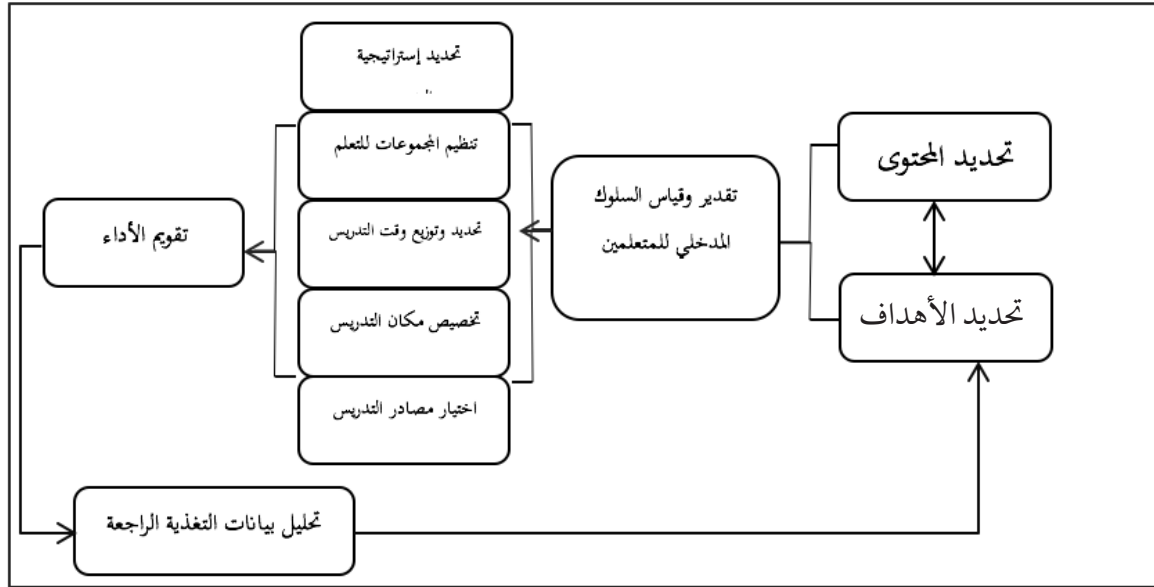 تحديد المحتوى
تحديد الأهداف
تقدير وقياس السلوك
المدخلي للمتعلمين
تحديد إستراتيجية
تنظيم المجموعات للتعلم
تحديد وتوزيع وقت التدريس
تخصيص مكان التدريس
اختيار مصادر التدريس
تقويم الأداء
تحليل بيانات التغذية الراجعة